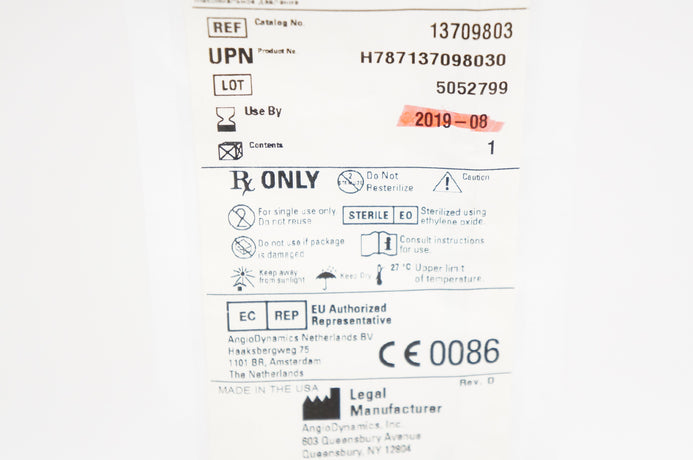 REF Catalog No. 13709803
UPN Product No. H787137098030
LOT 5052799
Use By 2019-08
Contents 1
Rx ONLY
Do Not Resterilize
Caution
2 For single use only
Do not reuse
STERILE EO Sterilized using
ethylene oxide.
Do not use if package
is damaged
i Consult instructions
for use.
Keep away
from sunlight
Keep Dry
27 °C Upper limit
of temperature.
EC REP EU Authorized
Representative
AngioDynamics Netherlands BV
Haaksbergweg 75
1101 BR, Amsterdam
The Netherlands
CE 0086
MADE IN THE USA
Rev. D
Legal
Manufacturer
AngioDynamics, Inc.
603 Queensbury Avenue
Queensbury, NY 12804